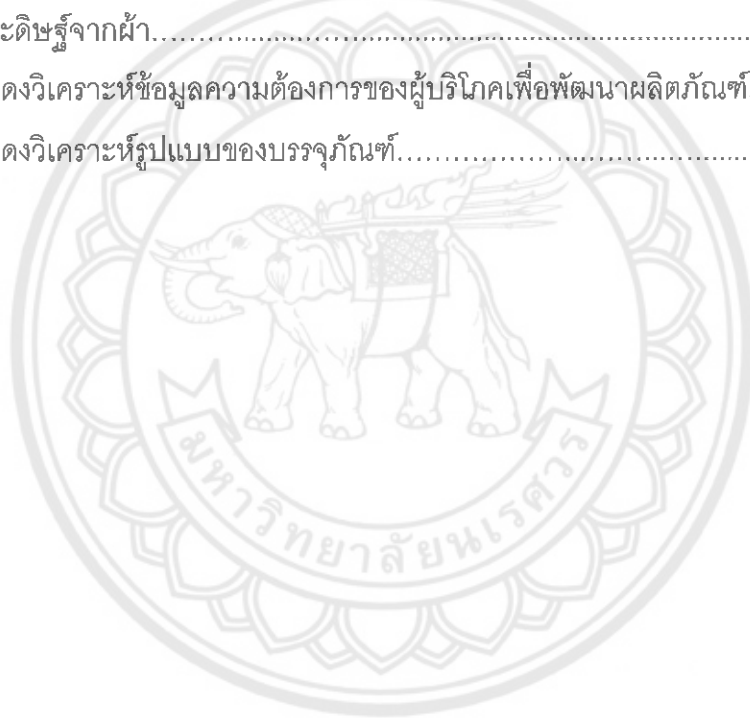 ะดิษฐ์จากผ้า............................................................
ดงวิเคราะห์ข้อมูลความต้องการของผู้บริโภคเพื่อพัฒนาผลิตภัณฑ์
ดงวิเคราะห์รูปแบบของบรรจุภัณฑ์..........................................
มหาวิทยาลัยนเรศวร